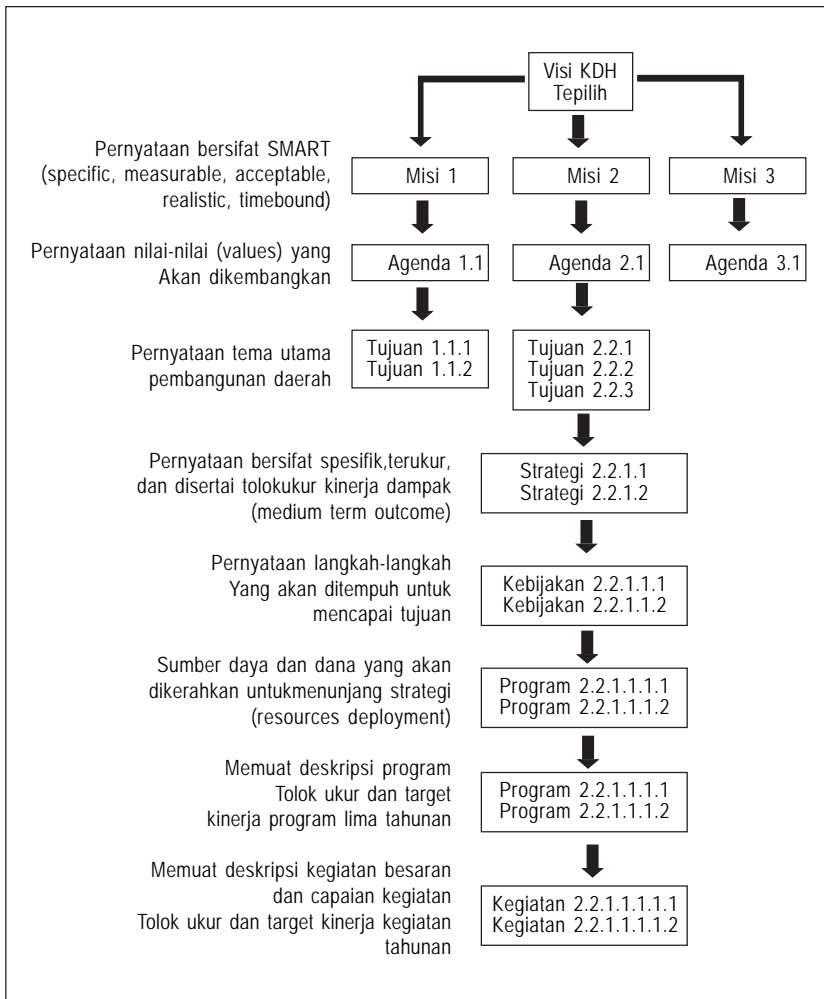 Visi KDH
Tepilih
Pernyataan bersifat SMART
(specific, measurable, acceptable,
realistic, timebound)
Misi 1
Misi 2
Misi 3
Pernyataan nilai-nilai (values) yang
Akan dikembangkan
Agenda 1.1
Agenda 2.1
Agenda 3.1
Pernyataan tema utama
pembangunan daerah
Tujuan 1.1.1
Tujuan 1.1.2
Tujuan 2.2.1
Tujuan 2.2.2
Tujuan 2.2.3
Pernyataan bersifat spesifik,terukur,
dan disertai tolokukur kinerja dampak
(medium term outcome)
Strategi 2.2.1.1
Strategi 2.2.1.2
Pernyataan langkah-langkah
Yang akan ditempuh untuk
mencapai tujuan
Kebijakan 2.2.1.1.1
Kebijakan 2.2.1.1.2
Sumber daya dan dana yang akan
dikerahkan untukmenunjang strategi
(resources deployment)
Program 2.2.1.1.1.1
Program 2.2.1.1.1.2
Memuat deskripsi program
Tolok ukur dan target
kinerja program lima tahunan
Program 2.2.1.1.1.1
Program 2.2.1.1.1.2
Memuat deskripsi kegiatan besaran
dan capaian kegiatan
Tolok ukur dan target kinerja kegiatan
tahunan
Kegiatan 2.2.1.1.1.1.1
Kegiatan 2.2.1.1.1.1.2